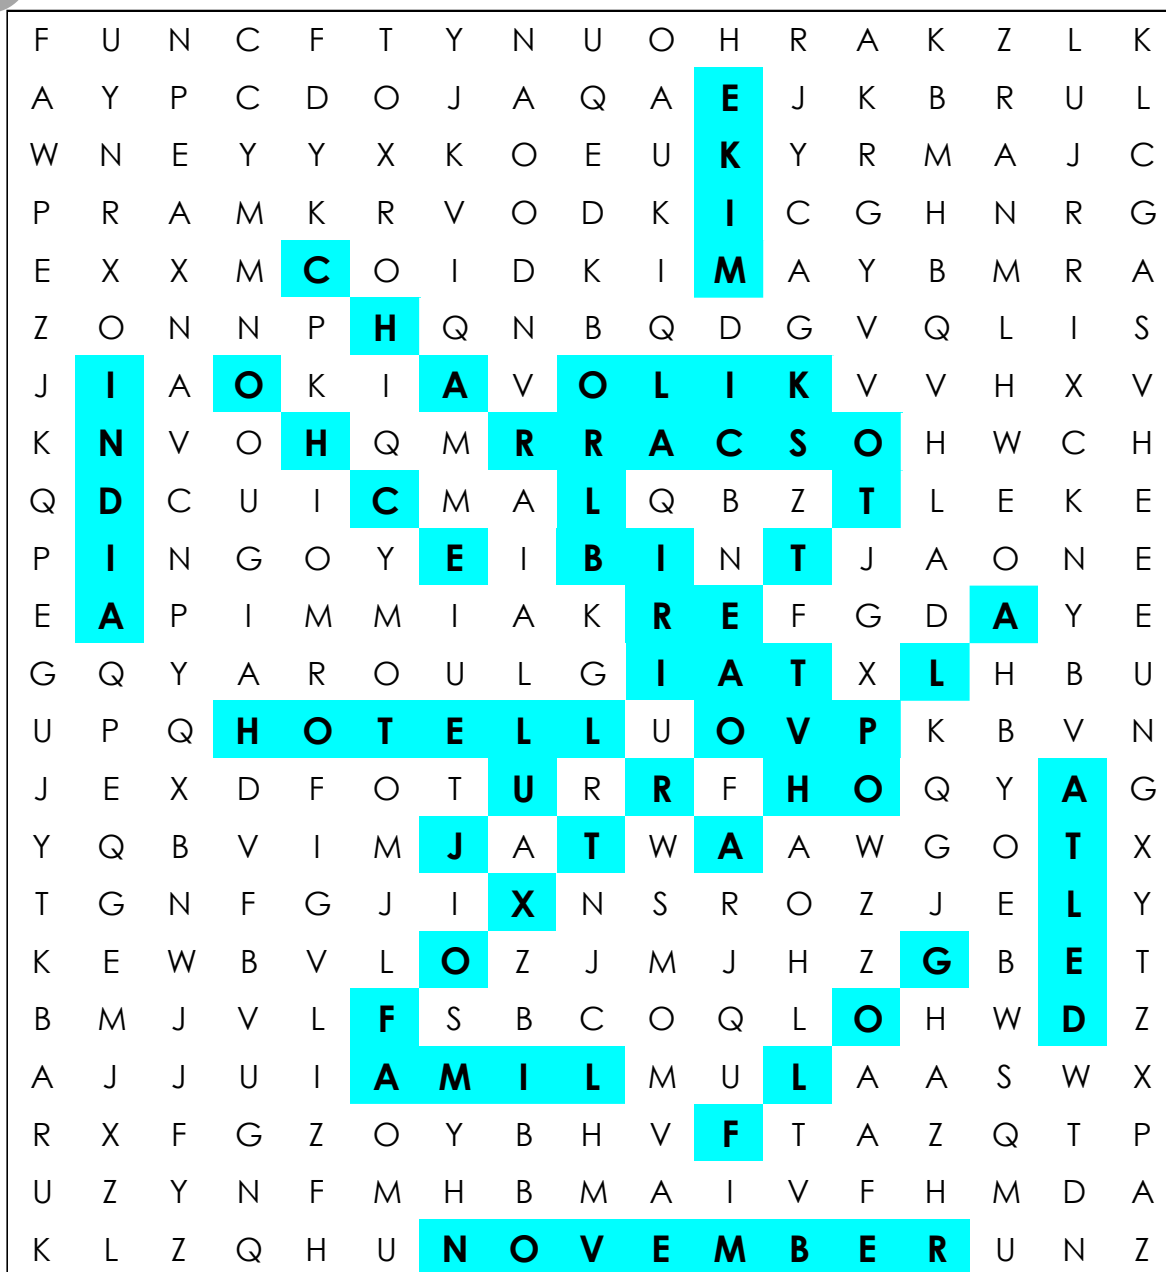 F U N C F T Y N U O H R A K Z L K
A Y P C D O J A Q A E J K B R U L
W N E Y Y X K O E U K Y R M A J C
P R A M K R V O D K I C G H N R G
E X X M C O I D K I M A Y B M R A
Z O N N P H Q N B Q D G V Q L I S
J I A O K I A V O L I K V V H X V
K N V O H Q M R R A C S O H W C H
Q D C U I C M A L Q B Z T L E K E
P I N G O Y E I B I N T J A O N E
E A P I M M I A K R E F G D A Y E
G Q Y A R O U L G I A T X L H B U
U P Q H O T E L L U O V P K B V N
J E X D F O T U R R F H O Q Y A G
Y Q B V I M J A T W A A W G O T X
T G N F G J I X N S R O Z J E L Y
K E W B V L O Z J M J H Z G B E T
B M J V L F S B C O Q L O H W D Z
A J J U I A M I L M U L A A S W X
R X F G Z O Y B H V F T A Z Q T P
U Z Y N F M H B M A I V F H M D A
K L Z Q H U N O V E M B E R U N Z